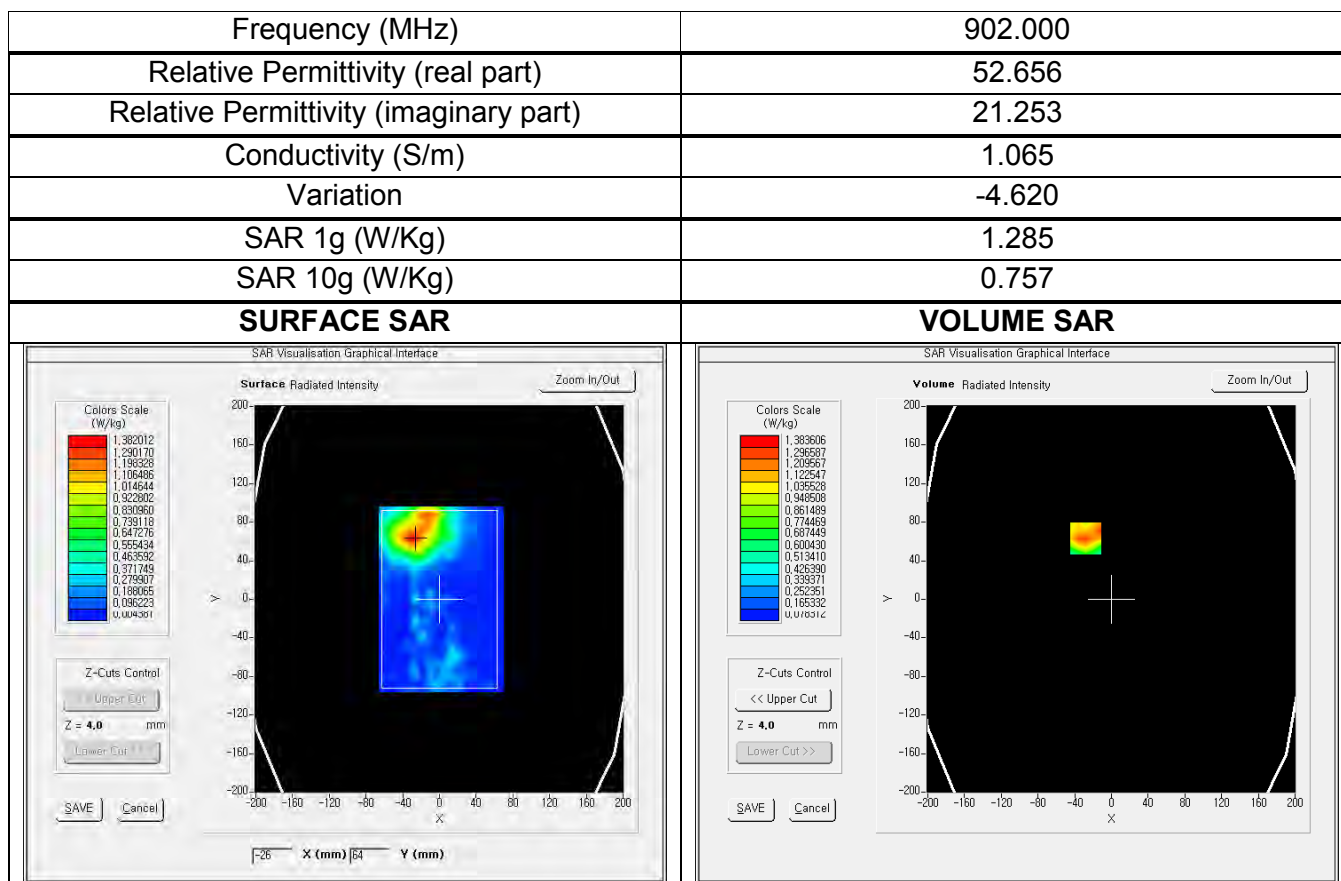 Frequency (MHz) 902.000
Relative Permittivity (real part) 52.656
Relative Permittivity (imaginary part) 21.253
Conductivity (S/m) 1.065
Variation -4.620
SAR 1g (W/Kg) 1.285
SAR 10g (W/Kg) 0.757
SURFACE SAR VOLUME SAR
SAR Visualisation Graphical Interface
Surface Radiated Intensity
Zoom In/Out
Colors Scale
(W/kg)
1,382012
1,290170
1,198328
1,106486
1,014644
0,922802
0,830960
0,739118
0,647276
0,555434
0,463592
0,371749
0,279907
0,188065
0,096223
0,004381
Z-Cuts Control
<< Upper Cut
Z = 4,0 mm
Lower Cut >>
SAVE Cancel
200
160
120
80
40
0
-40
-80
-120
-160
-200
Y
-200 -160 -120 -80 -40 0 40 80 120 160 200
X
-26 X (mm) 64 Y (mm)
SAR Visualisation Graphical Interface
Volume Radiated Intensity
Zoom In/Out
Colors Scale
(W/kg)
1,383606
1,296587
1,209567
1,122547
1,035528
0,948508
0,861489
0,774469
0,687449
0,600430
0,513410
0,426390
0,339371
0,252351
0,165332
0,078312
Z-Cuts Control
<< Upper Cut
Z = 4,0 mm
Lower Cut >>
SAVE Cancel
200
160
120
80
40
0
-40
-80
-120
-160
-200
Y
-200 -160 -120 -80 -40 0 40 80 120 160 200
X